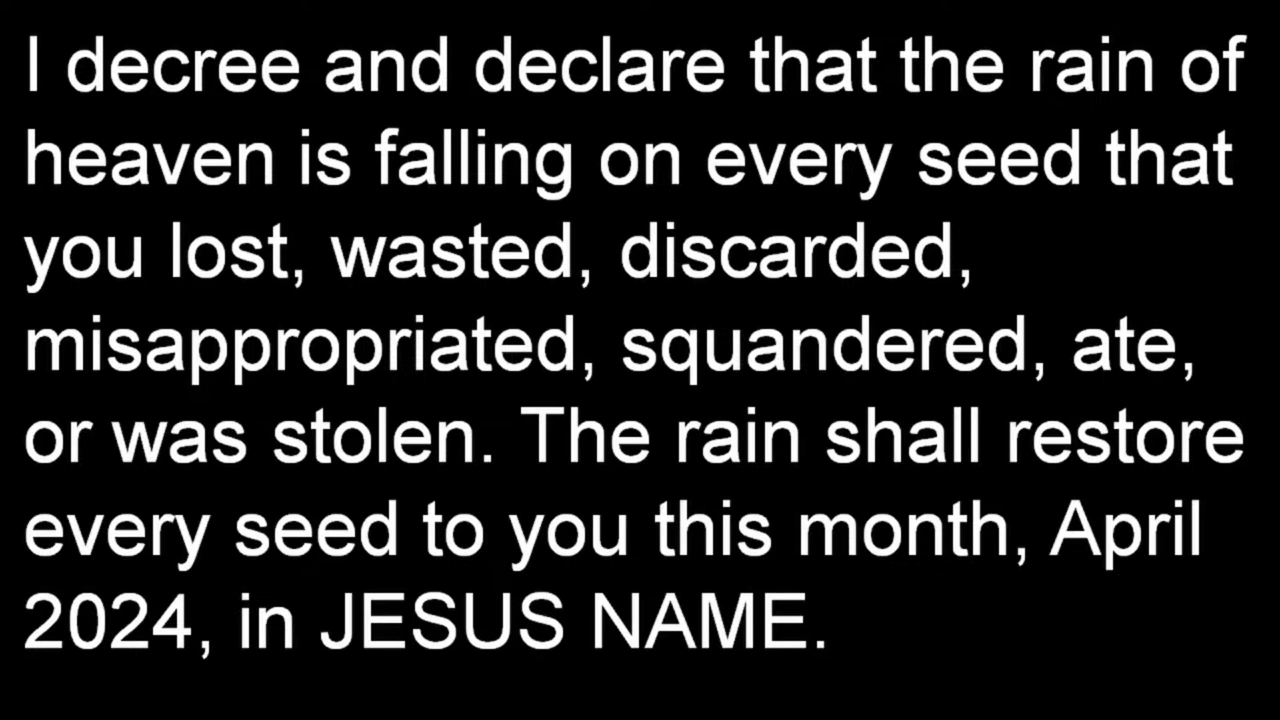 I decree and declare that the rain of
heaven is falling on every seed that
you lost, wasted, discarded,
misappropriated, squandered, ate,
or was stolen. The rain shall restore
every seed to you this month, April
2024, in JESUS NAME.